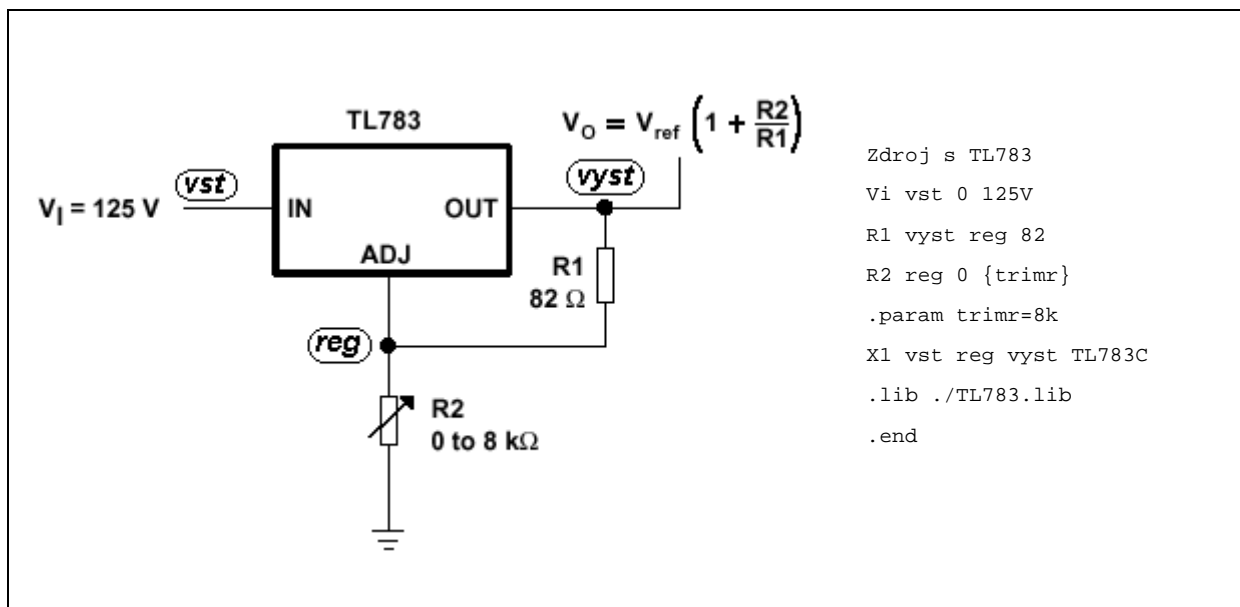 TL783
V_O = V_ref (1 + R2/R1)
vst
vyst
V_I = 125 V
IN
OUT
ADJ
R1
82 Ω
reg
R2
0 to 8 kΩ
Zdroj s TL783
Vi vst 0 125V
R1 vyst reg 82
R2 reg 0 {trimr}
.param trimr=8k
X1 vst reg vyst TL783C
.lib ./TL783.lib
.end